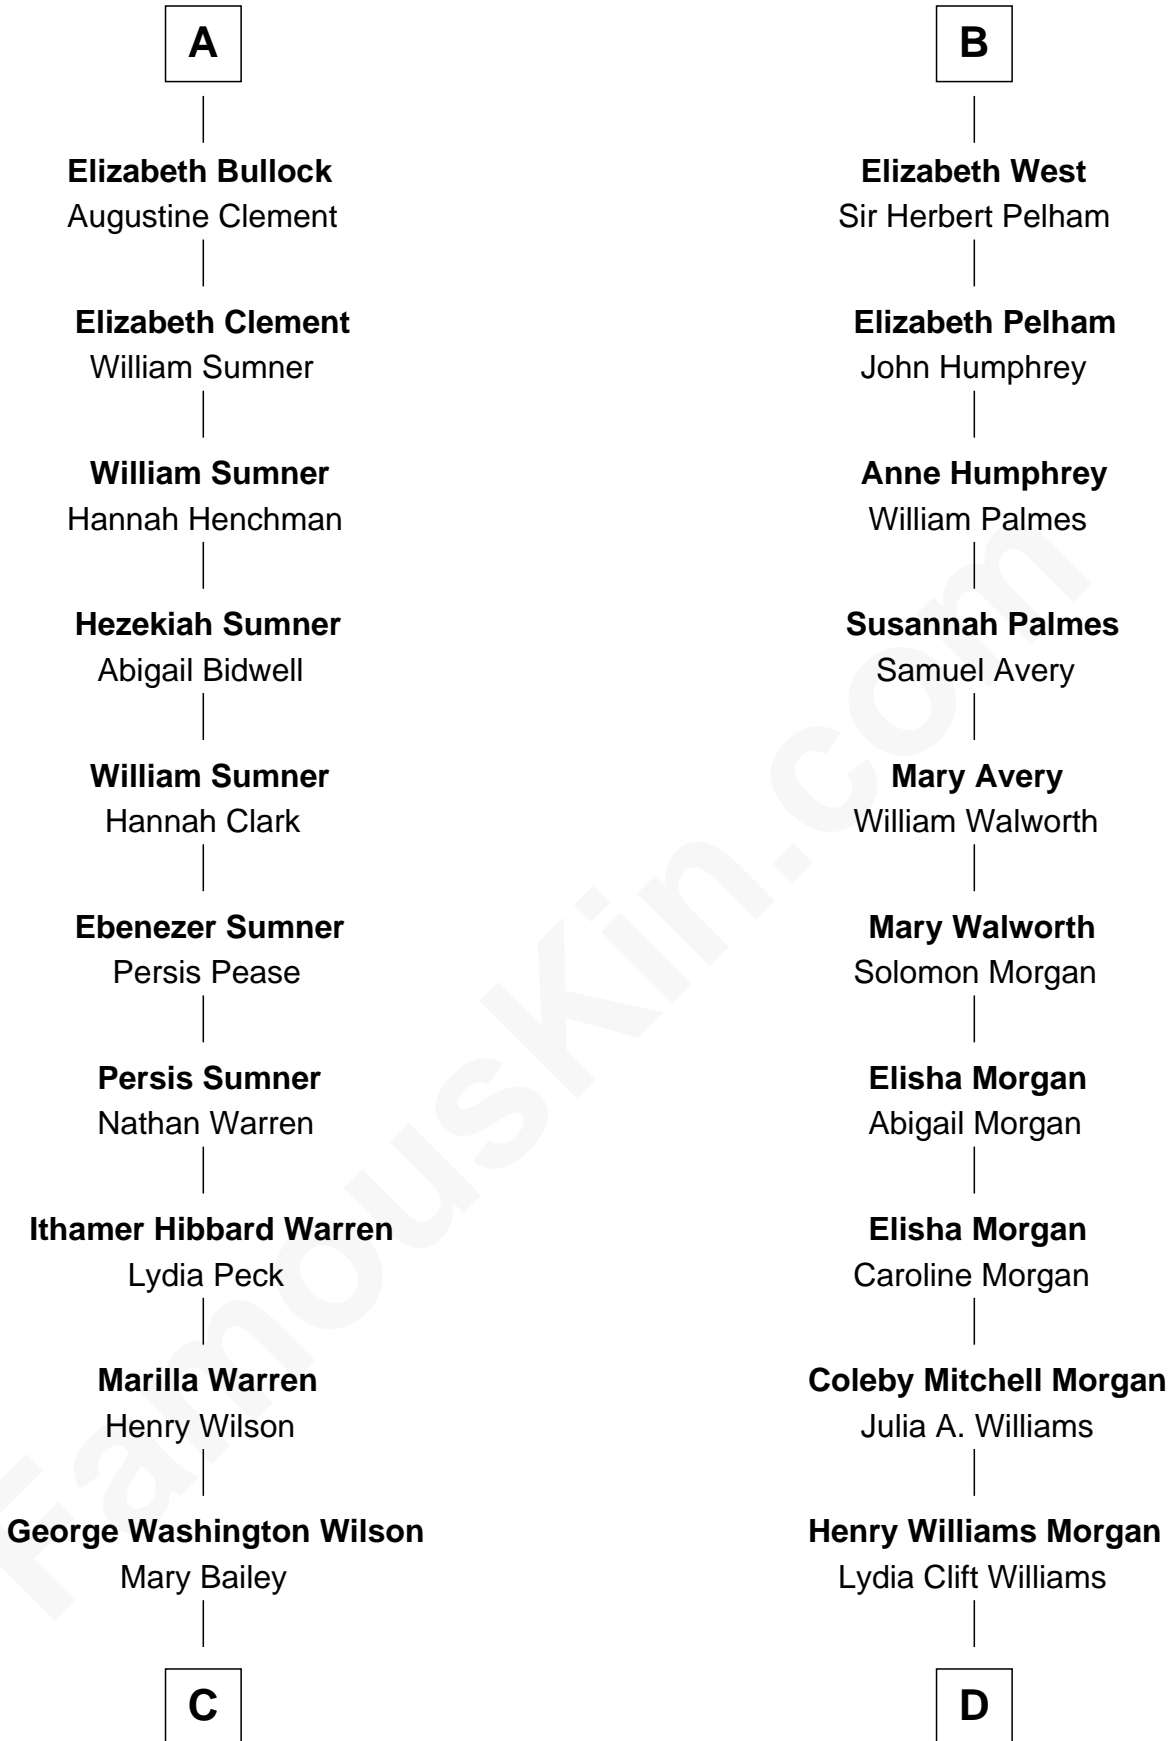 A
Elizabeth Bullock
Augustine Clement
Elizabeth Clement
William Sumner
William Sumner
Hannah Henchman
Hezekiah Sumner
Abigail Bidwell
William Sumner
Hannah Clark
Ebenezer Sumner
Persis Pease
Persis Sumner
Nathan Warren
Ithamer Hibbard Warren
Lydia Peck
Marilla Warren
Henry Wilson
George Washington Wilson
Mary Bailey
C
B
Elizabeth West
Sir Herbert Pelham
Elizabeth Pelham
John Humphrey
Anne Humphrey
William Palmes
Susannah Palmes
Samuel Avery
Mary Avery
William Walworth
Mary Walworth
Solomon Morgan
Elisha Morgan
Abigail Morgan
Elisha Morgan
Caroline Morgan
Coleby Mitchell Morgan
Julia A. Williams
Henry Williams Morgan
Lydia Clift Williams
D
FamousKin.com